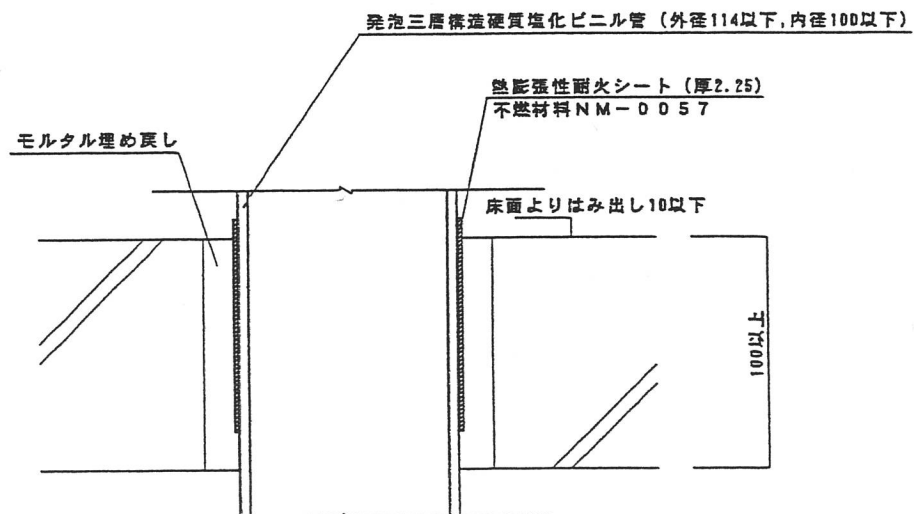 発泡三層構造硬質塩化ビニル管（外径114以下,内径100以下）
熱膨張性耐火シート（厚2.25）
不燃材料NM－0057
モルタル埋め戻し
床面よりはみ出し10以下
100以下